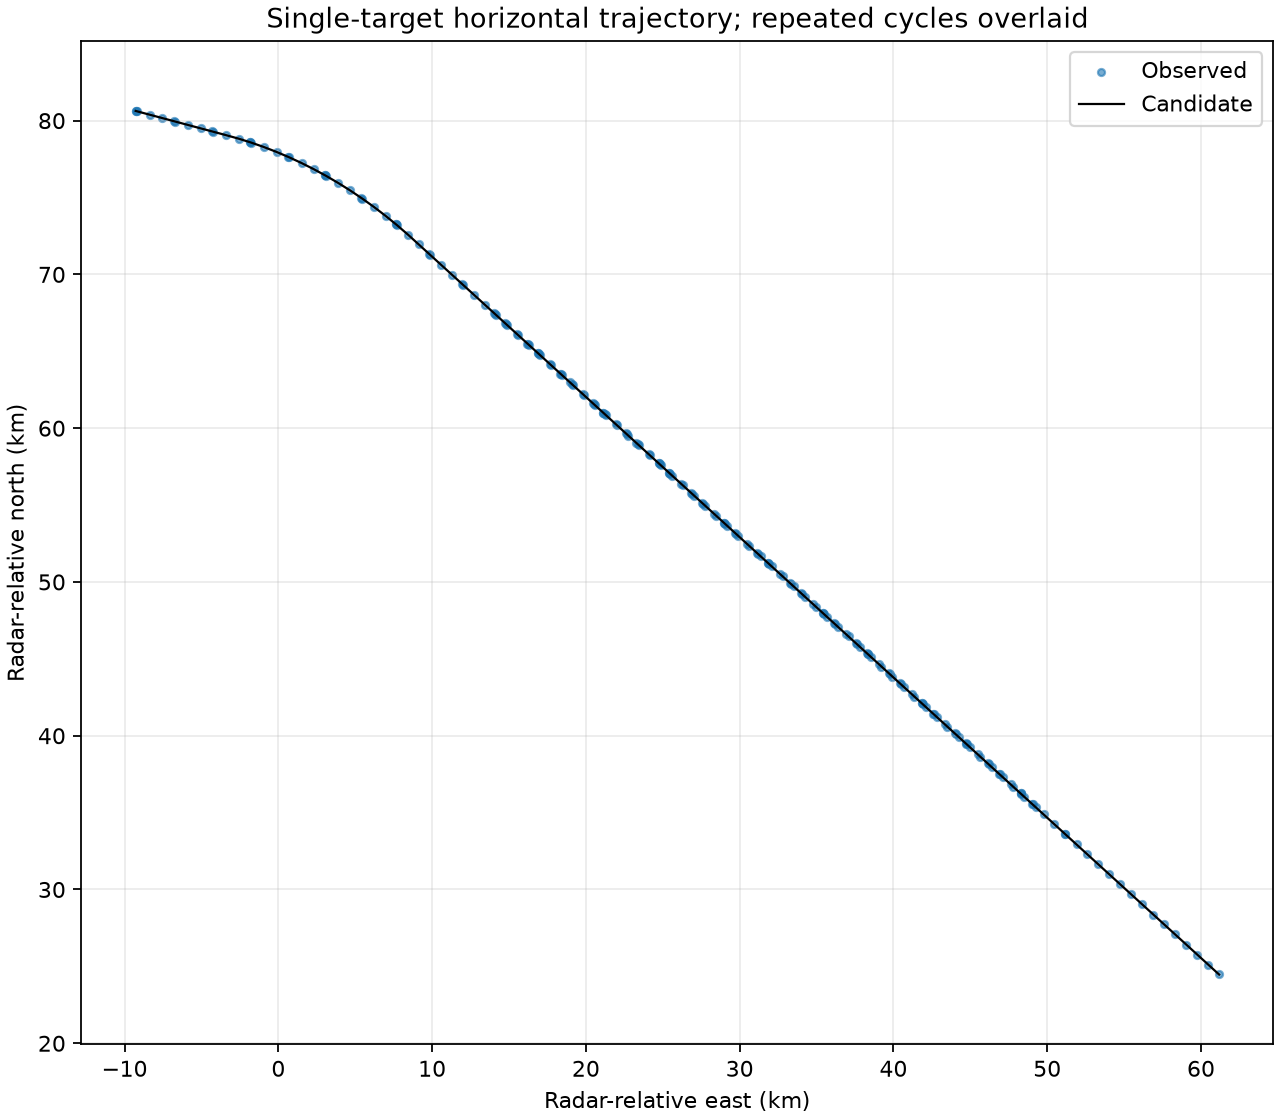 Single-target horizontal trajectory; repeated cycles overlaid
Observed
Candidate
80
70
60
50
40
30
20
Radar-relative north (km)
−10 0 10 20 30 40 50 60
Radar-relative east (km)